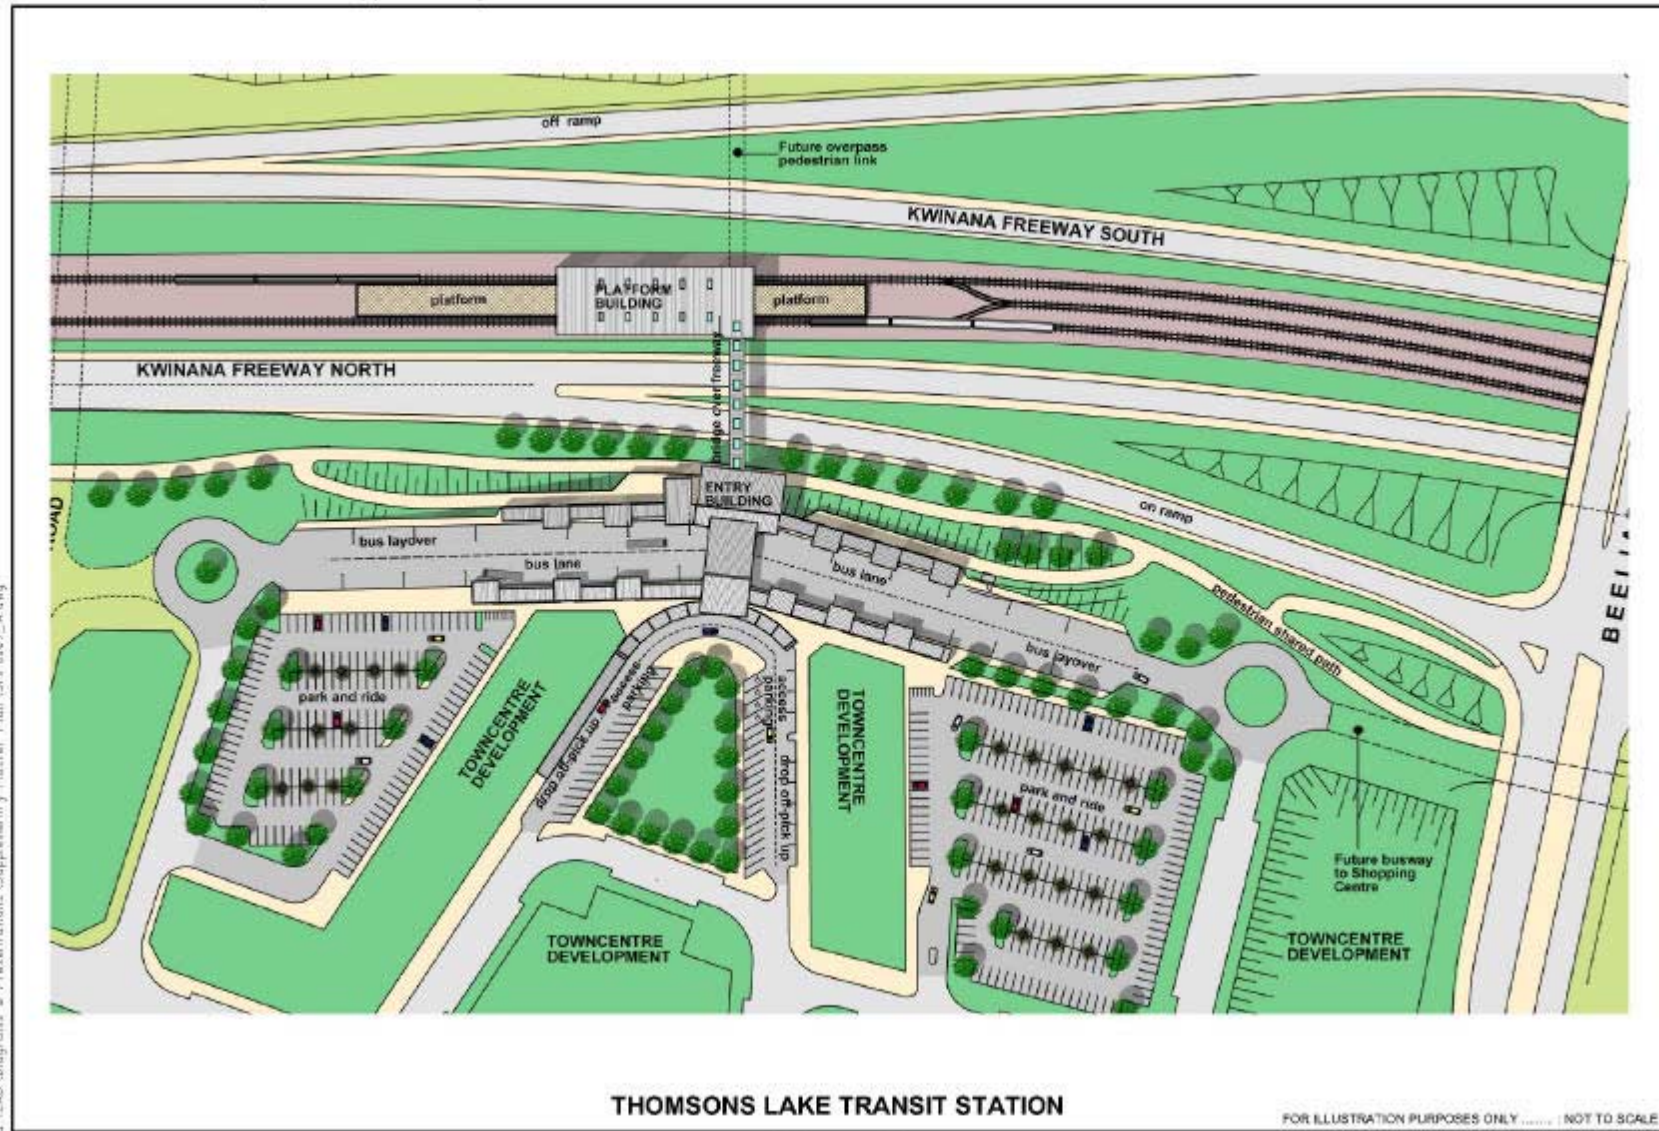 off ramp
Future overpass
pedestrian link
KWINANA FREEWAY SOUTH
platform
PLATFORM
BUILDING
platform
KWINANA FREEWAY NORTH
bridge over freeway
ENTRY
BUILDING
ROAD
on ramp
bus layover
bus lane
bus lane
pedestrian shared path
BEELI
bus layover
park and ride
TOWNCENTRE
DEVELOPMENT
drop off-pick up
access
parking
access
parking
drop off-pick up
TOWNCENTRE
DEVELOPMENT
park and ride
Future busway
to Shopping
Centre
TOWNCENTRE
DEVELOPMENT
TOWNCENTRE
DEVELOPMENT
THOMSONS LAKE TRANSIT STATION
FOR ILLUSTRATION PURPOSES ONLY ....... NOT TO SCALE